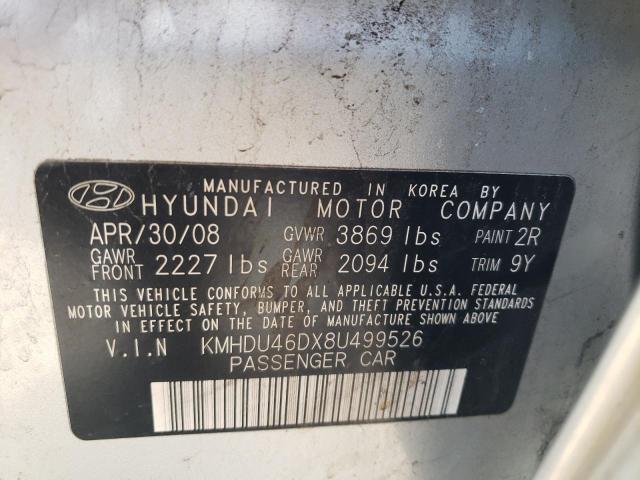 MANUFACTURED IN KOREA BY
HYUNDAI MOTOR COMPANY
APR/30/08 GVWR 3869 lbs PAINT 2R
GAWR FRONT 2227 lbs GAWR REAR 2094 lbs TRIM 9Y
THIS VEHICLE CONFORMS TO ALL APPLICABLE U.S.A. FEDERAL
MOTOR VEHICLE SAFETY, BUMPER, AND THEFT PREVENTION STANDARDS
IN EFFECT ON THE DATE OF MANUFACTURE SHOWN ABOVE.
V.I.N KMHDU46DX8U499526
PASSENGER CAR